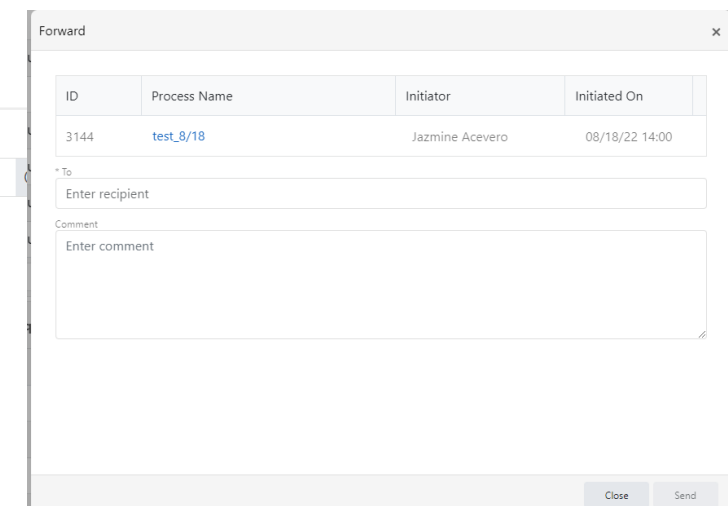 Forward ×
ID Process Name Initiator Initiated On
3144 test_8/18 Jazmine Acevero 08/18/22 14:00
* To
Enter recipient
Comment
Enter comment
Close Send